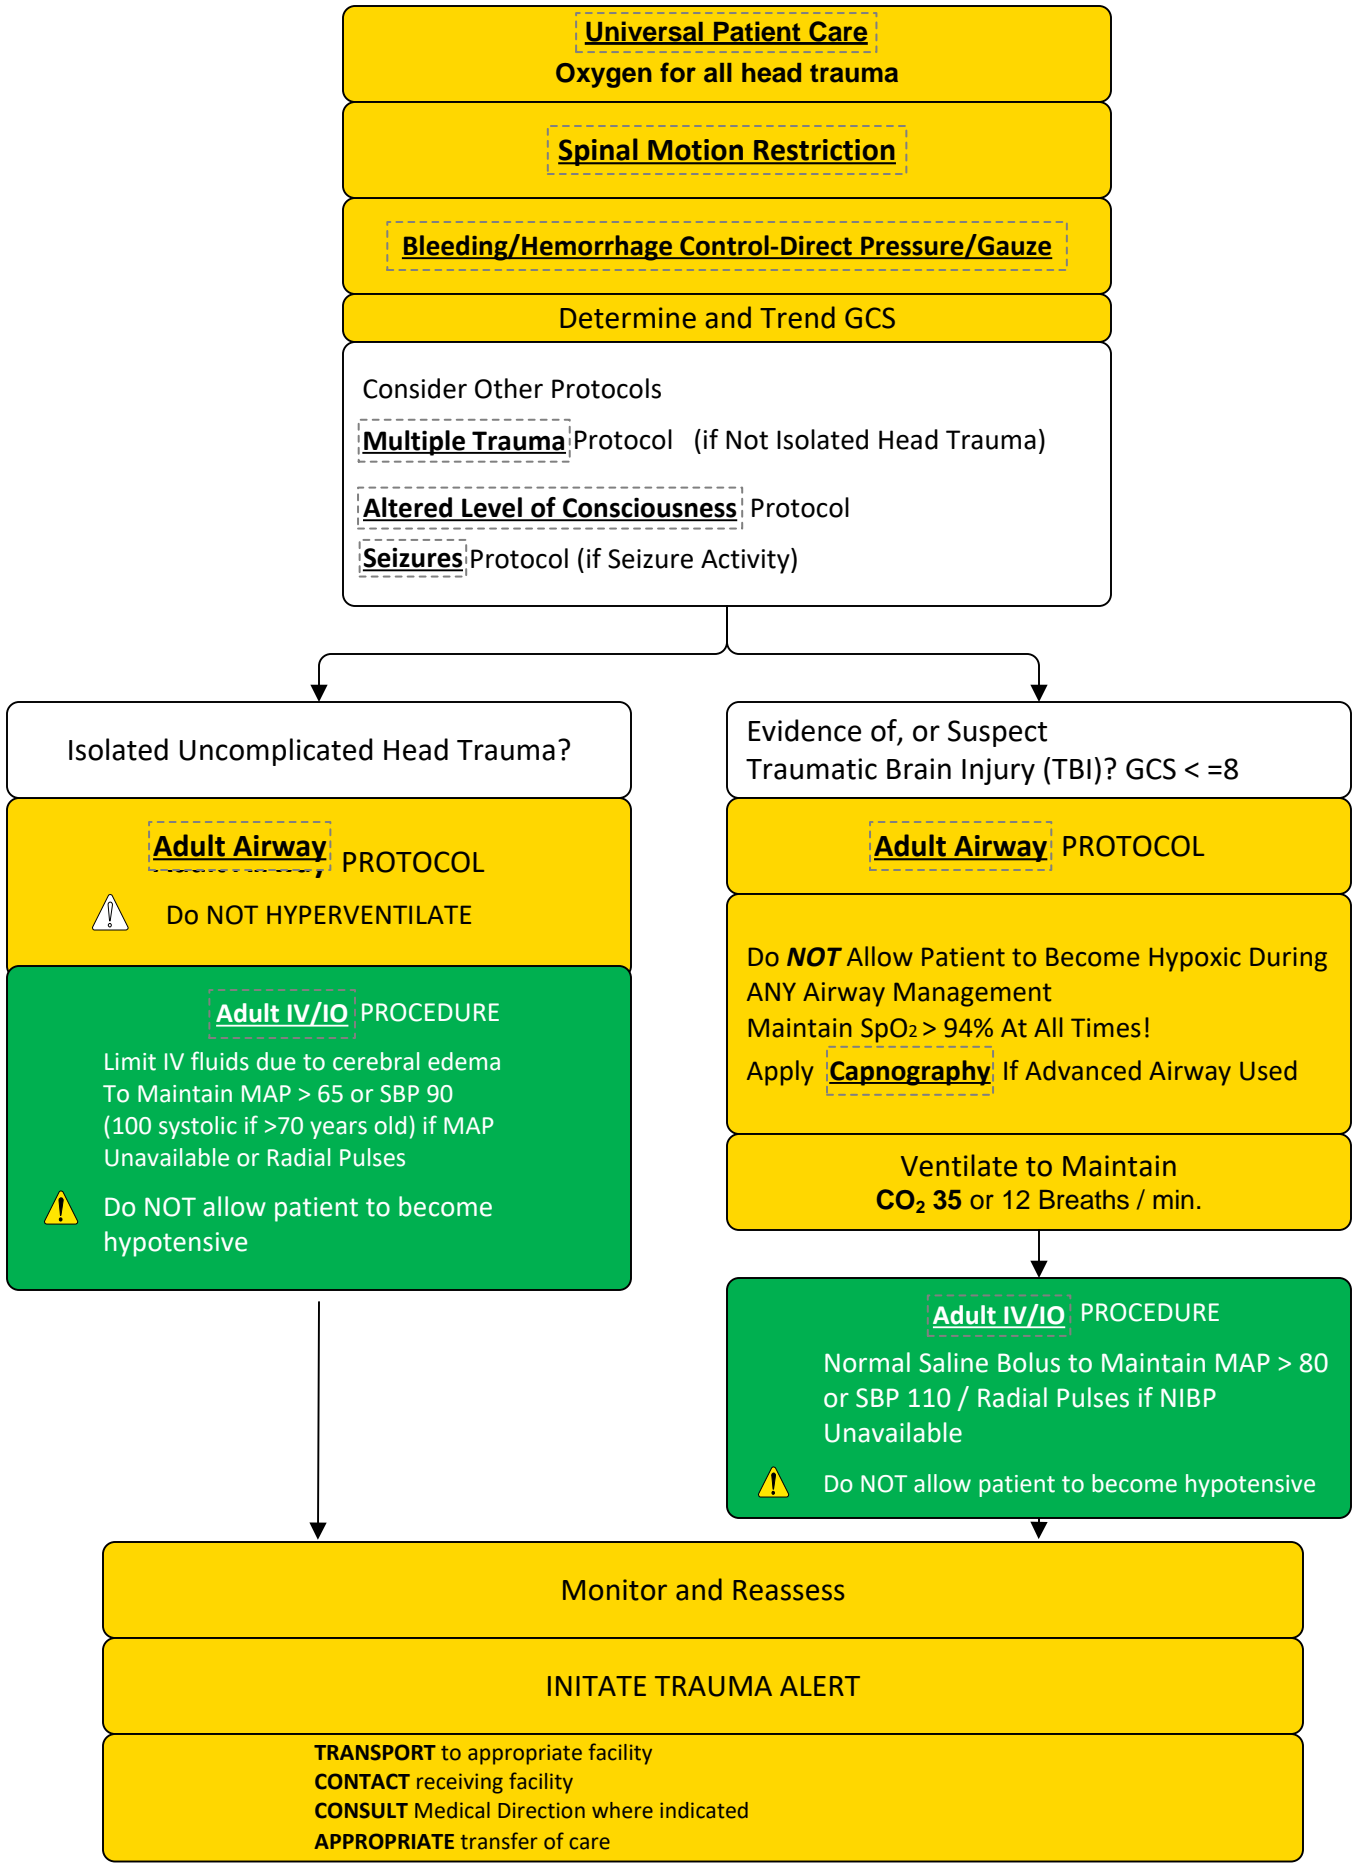 Universal Patient Care
Oxygen for all head trauma
Spinal Motion Restriction
Bleeding/Hemorrhage Control-Direct Pressure/Gauze
Determine and Trend GCS
Consider Other Protocols
Multiple Trauma Protocol (if Not Isolated Head Trauma)
Altered Level of Consciousness Protocol
Seizures Protocol (if Seizure Activity)
Isolated Uncomplicated Head Trauma?
Adult Airway PROTOCOL
Do NOT HYPERVENTILATE
Adult IV/IO PROCEDURE
Limit IV fluids due to cerebral edema
To Maintain MAP > 65 or SBP 90
(100 systolic if >70 years old) if MAP
Unavailable or Radial Pulses
Do NOT allow patient to become
hypotensive
Evidence of, or Suspect
Traumatic Brain Injury (TBI)? GCS < =8
Adult Airway PROTOCOL
Do NOT Allow Patient to Become Hypoxic During
ANY Airway Management
Maintain SpO2 > 94% At All Times!
Apply Capnography If Advanced Airway Used
Ventilate to Maintain
CO2 35 or 12 Breaths / min.
Adult IV/IO PROCEDURE
Normal Saline Bolus to Maintain MAP > 80
or SBP 110 / Radial Pulses if NIBP
Unavailable
Do NOT allow patient to become hypotensive
Monitor and Reassess
INITATE TRAUMA ALERT
TRANSPORT to appropriate facility
CONTACT receiving facility
CONSULT Medical Direction where indicated
APPROPRIATE transfer of care